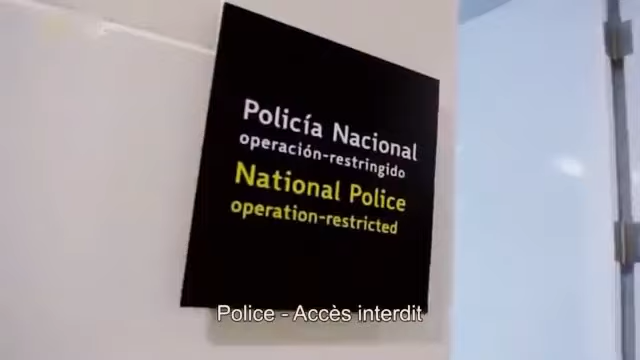 Policía Nacional
operación-restringido
National Police
operation-restricted
Police - Accès interdit